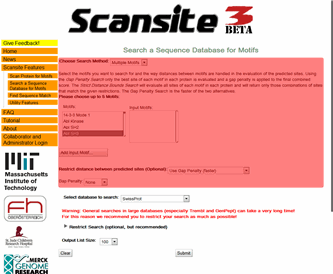 Scansite 3
BETA
Search a Sequence Database for Motifs
Give Feedback!
Home
News
Scansite Features
Scan Protein for Motifs
Search a Sequence
Database for Motifs
Find Sequence Match
Utility Features
FAQ
Tutorial
About
Collaborator and
Administrator Login
Massachusetts
Institute of
Technology
MERCK
GENOME
RESEARCH
Choose Search Method: Multiple Motifs
Select the motifs you want to search for and the way distances between motifs are handled in the evaluation of the predicted sites. Using
the Gap Penalty Search only the best site of each motif in each protein is evaluated and a gap penalty is applied to the final combined
score. The Strict Distance Bounds Search will evaluate all sites of each motif in each protein and will return only those combinations of sites
that match the given restrictions. The Gap Penalty Search is the faster of the two alternatives.
Please choose up to 5 Motifs.
Motifs:
Input Motifs:
14-3-3 Mode 1
Abl Kinase
Abl SH2
Add Input Motif...
Restrict distance between predicted sites (Optional): Use Gap Penalty (faster)
Gap Penalty: None
Select database to search: SwissProt
Warning: General searches in large databases (especially Trembl and GenPept) can take a very long time!
For this reason we recommend you to restrict your search as much as possible!
Restrict Search (optional, but recommended)
Output List Size: 100
Clear
Submit